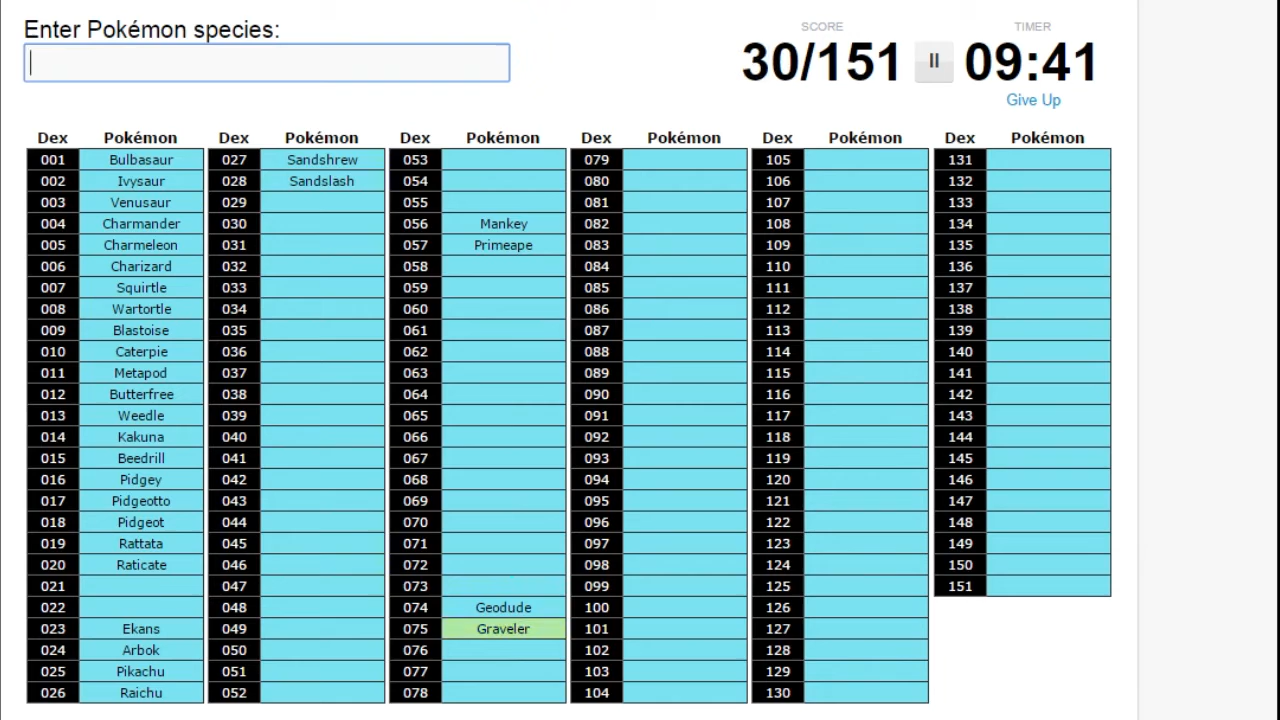 Enter Pokémon species:
SCORE TIMER
30/151 II 09:41
Give Up
Dex Pokémon Dex Pokémon Dex Pokémon Dex Pokémon Dex Pokémon Dex Pokémon
001 Bulbasaur 027 Sandshrew 053 079 105 131
002 Ivysaur 028 Sandslash 054 080 106 132
003 Venusaur 029 055 081 107 133
004 Charmander 030 056 Mankey 082 108 134
005 Charmeleon 031 057 Primeape 083 109 135
006 Charizard 032 058 084 110 136
007 Squirtle 033 059 085 111 137
008 Wartortle 034 060 086 112 138
009 Blastoise 035 061 087 113 139
010 Caterpie 036 062 088 114 140
011 Metapod 037 063 089 115 141
012 Butterfree 038 064 090 116 142
013 Weedle 039 065 091 117 143
014 Kakuna 040 066 092 118 144
015 Beedrill 041 067 093 119 145
016 Pidgey 042 068 094 120 146
017 Pidgeotto 043 069 095 121 147
018 Pidgeot 044 070 096 122 148
019 Rattata 045 071 097 123 149
020 Raticate 046 072 098 124 150
021 047 073 099 125 151
022 048 074 Geodude 100 126
023 Ekans 049 075 Graveler 101 127
024 Arbok 050 076 102 128
025 Pikachu 051 077 103 129
026 Raichu 052 078 104 130